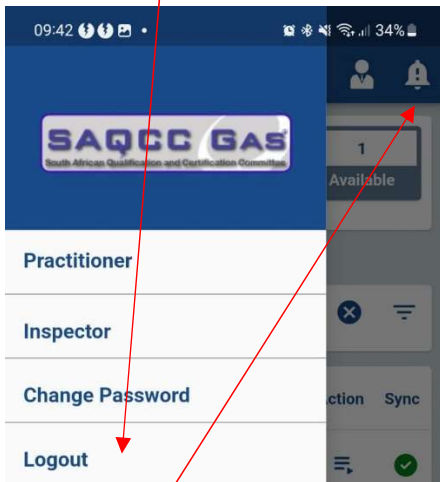 09:42
34%
SAQCC GAS
South African Qualification and Certification Committee
1
Available
Practitioner
Inspector
Change Password
ction Sync
Logout